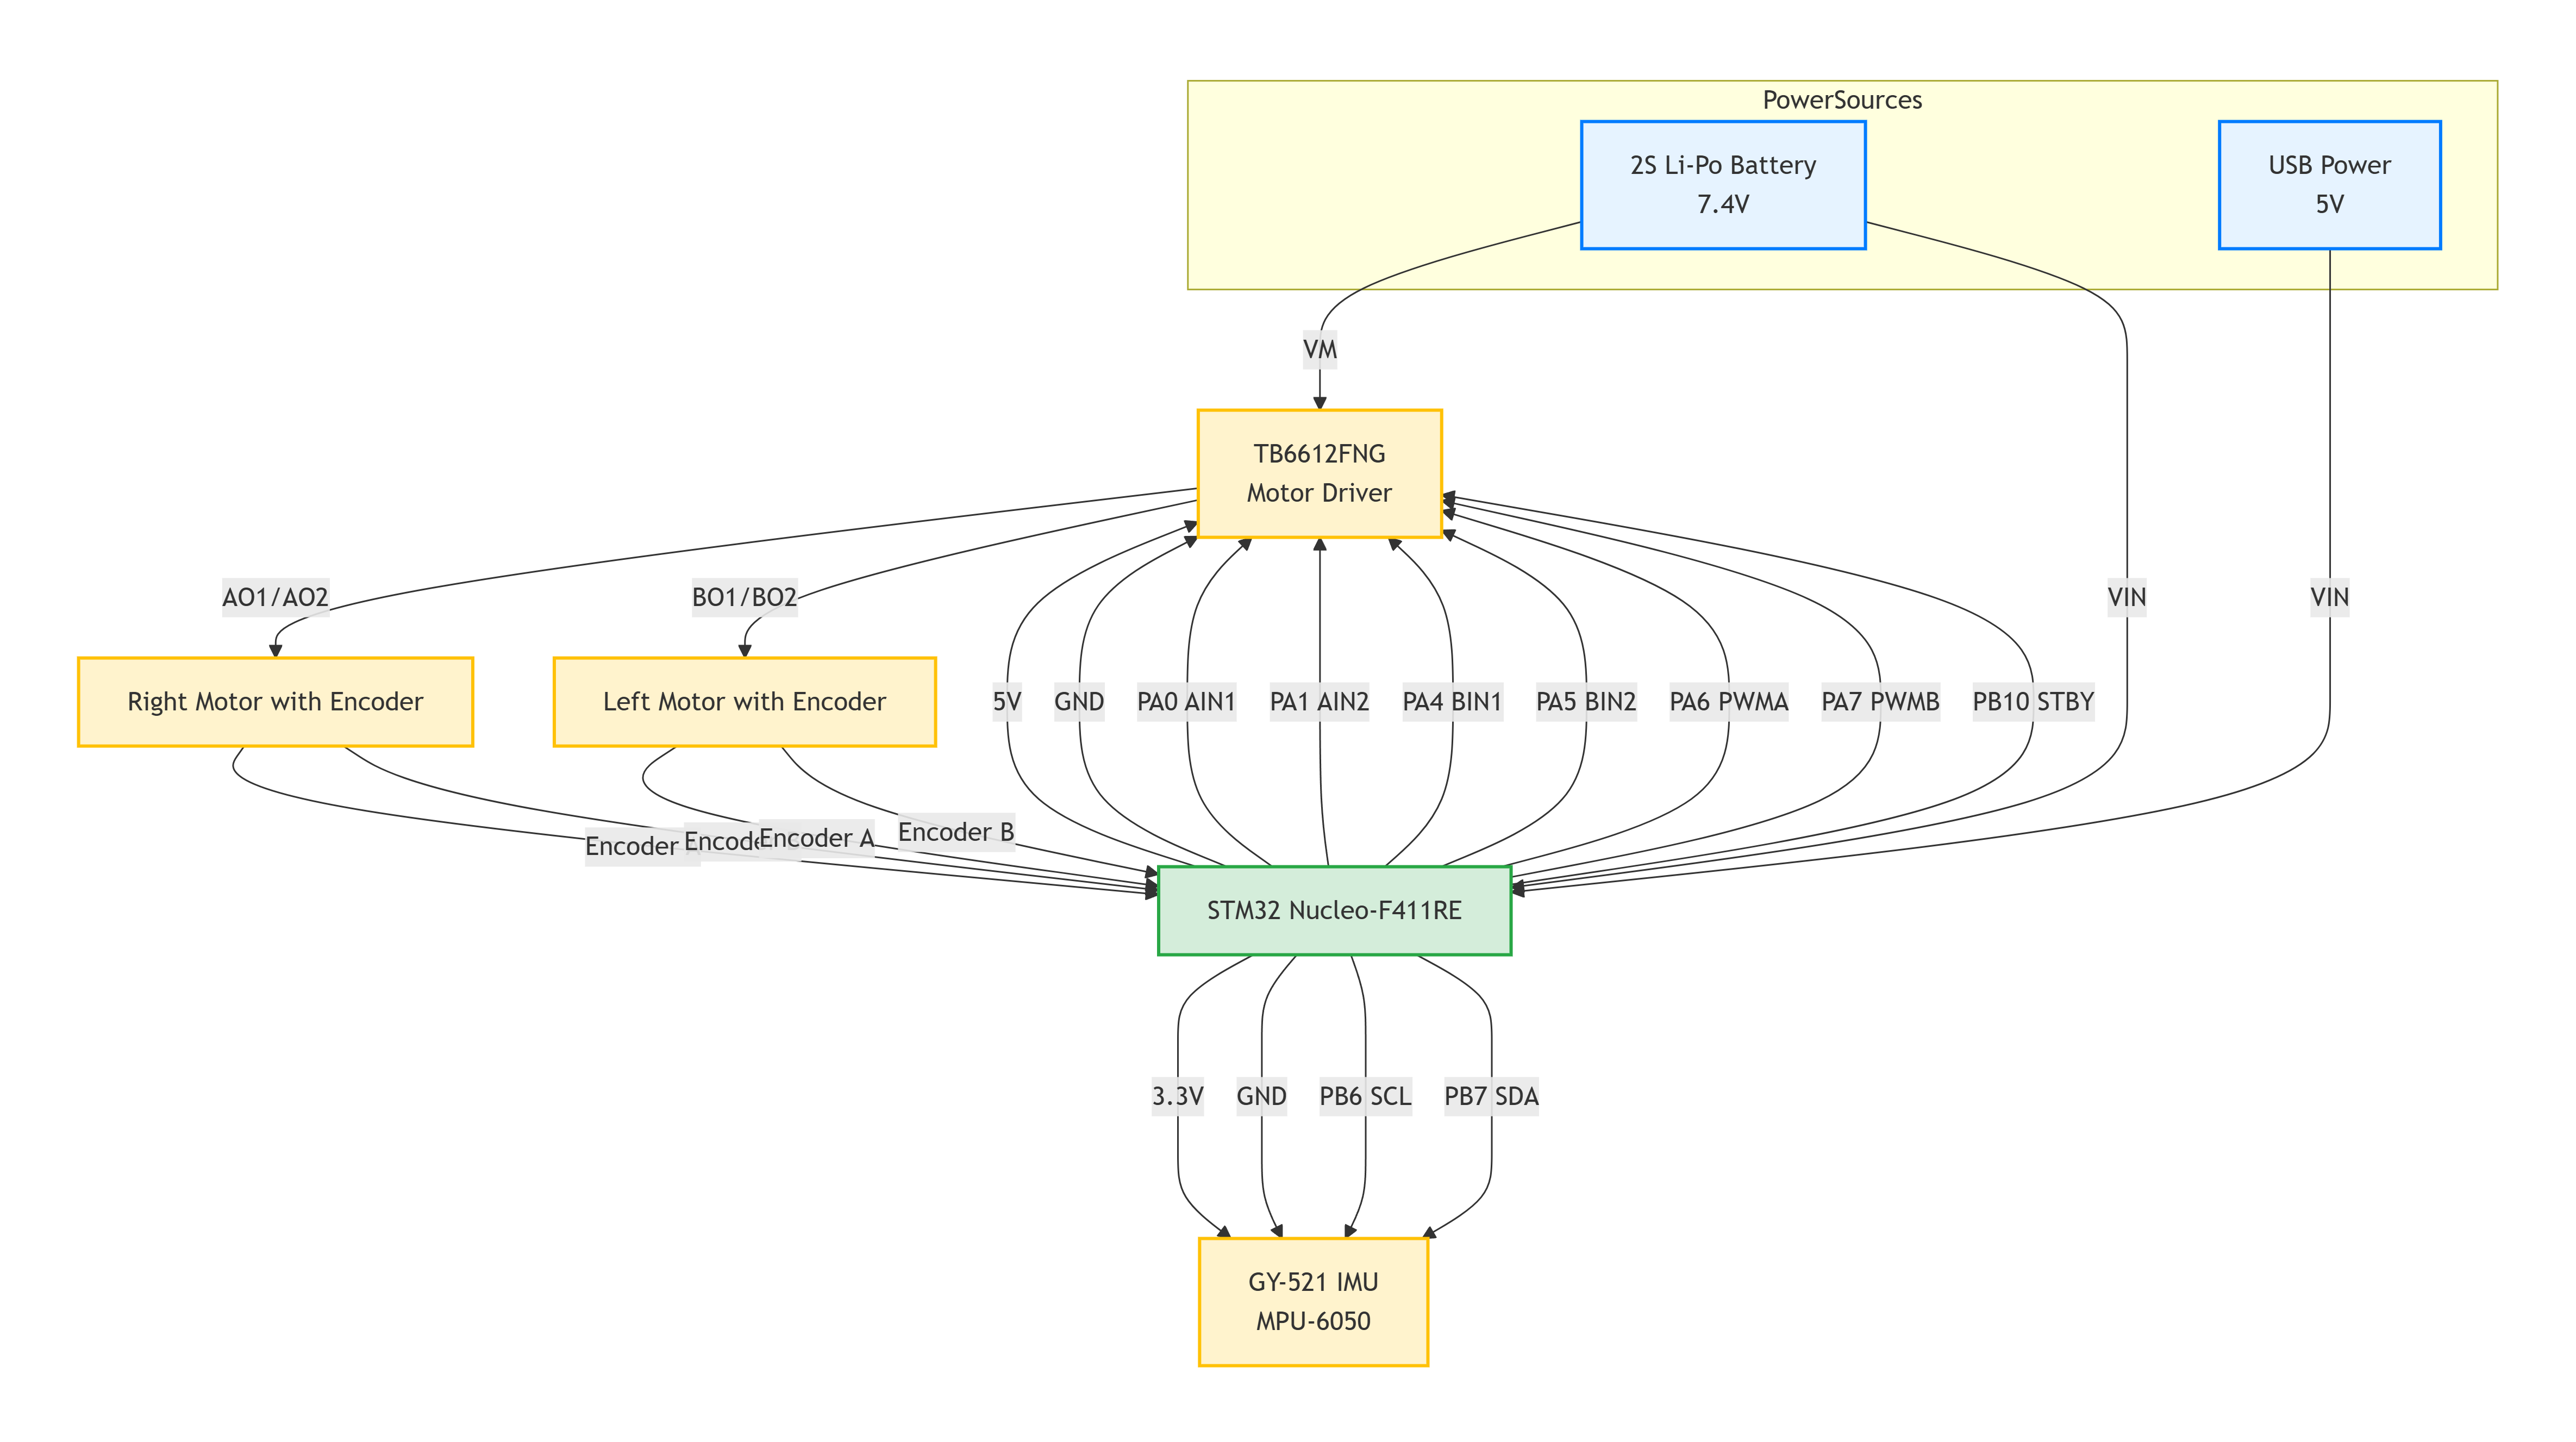 PowerSources
2S Li-Po Battery
7.4V
USB Power
5V
VM
TB6612FNG
Motor Driver
AO1/AO2
BO1/BO2
VIN
VIN
Right Motor with Encoder
Left Motor with Encoder
5V
GND
PA0 AIN1
PA1 AIN2
PA4 BIN1
PA5 BIN2
PA6 PWMA
PA7 PWMB
PB10 STBY
Encoder
Encoder A
Encoder B
STM32 Nucleo-F411RE
3.3V
GND
PB6 SCL
PB7 SDA
GY-521 IMU
MPU-6050